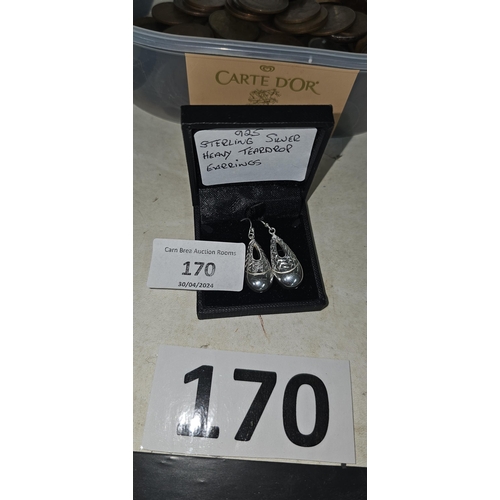 CARTE D'OR
925
STERLING SILVER
HEAVY TEARDROP
EARRINGS
Carn Brea Auction Rooms
170
30/04/2024
170